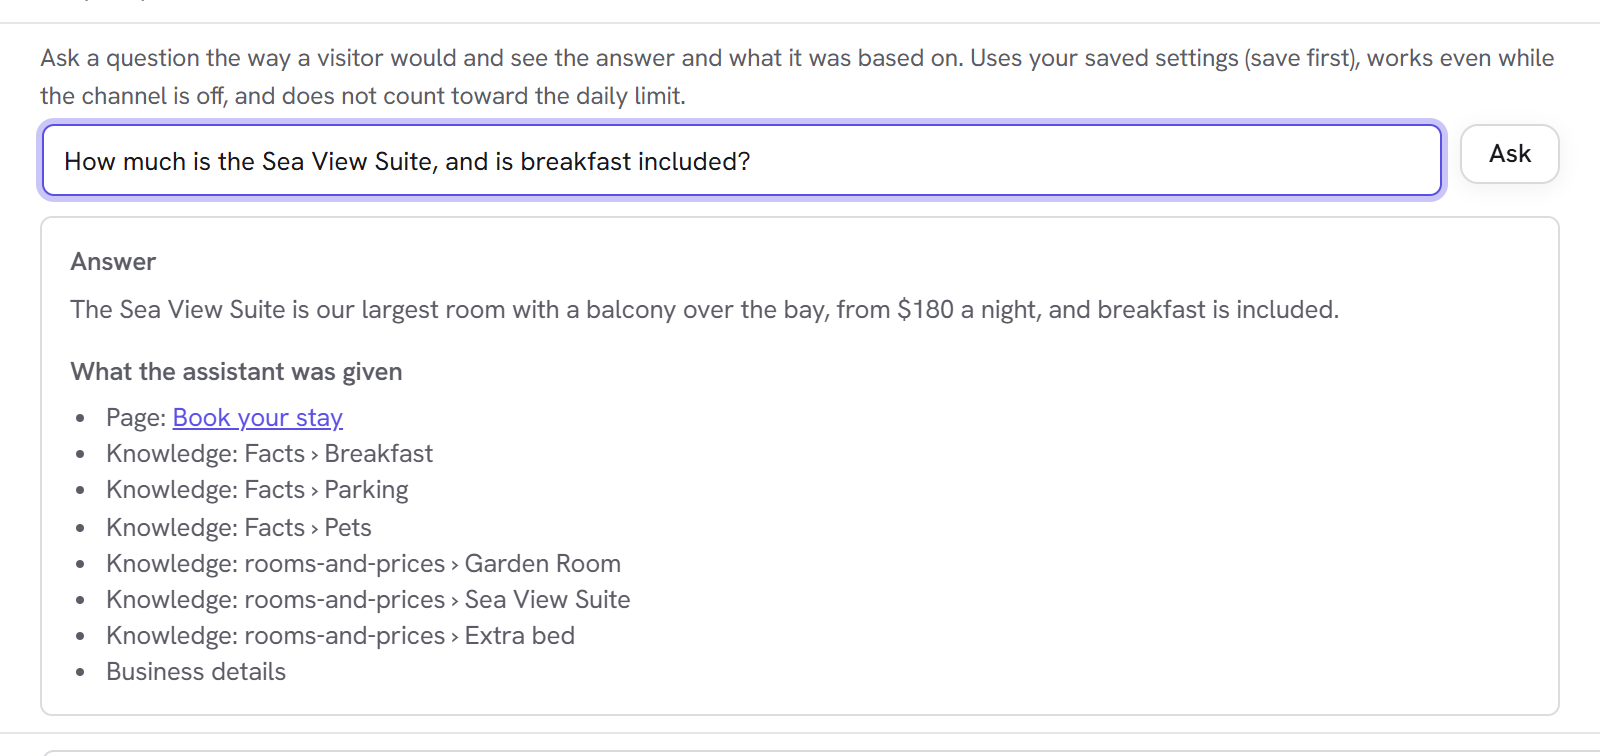 Ask a question the way a visitor would and see the answer and what it was based on. Uses your saved settings (save first), works even while
the channel is off, and does not count toward the daily limit.
How much is the Sea View Suite, and is breakfast included?
Ask
Answer
The Sea View Suite is our largest room with a balcony over the bay, from $180 a night, and breakfast is included.
What the assistant was given
• Page: Book your stay
• Knowledge: Facts › Breakfast
• Knowledge: Facts › Parking
• Knowledge: Facts › Pets
• Knowledge: rooms-and-prices › Garden Room
• Knowledge: rooms-and-prices › Sea View Suite
• Knowledge: rooms-and-prices › Extra bed
• Business details